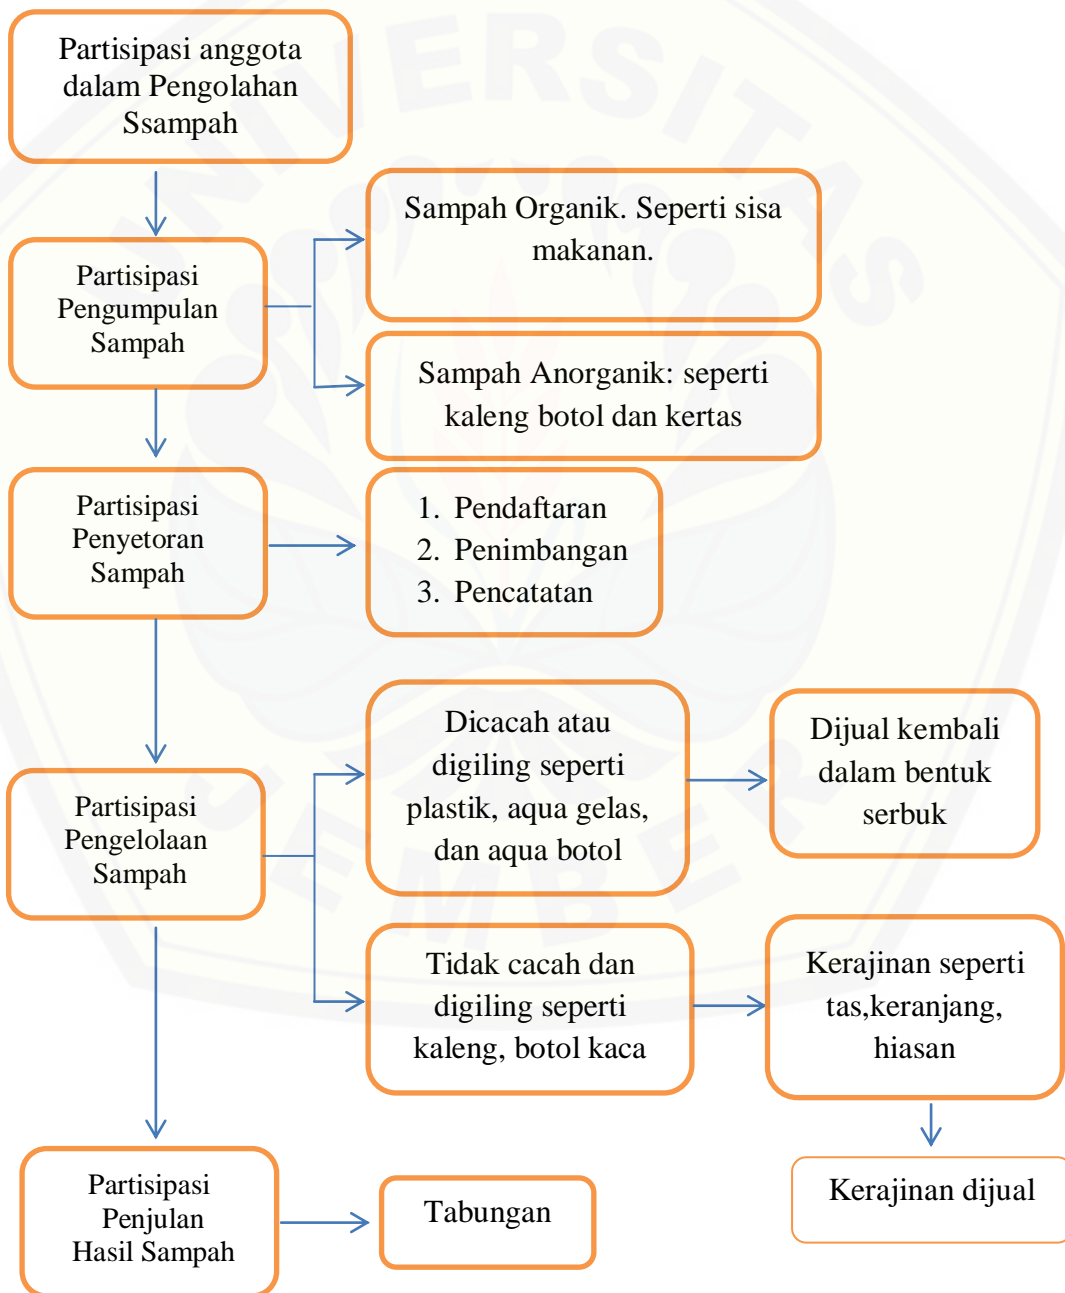 Partisipasi anggota
dalam Pengolahan
Ssampah
Partisipasi
Pengumpulan
Sampah
Sampah Organik. Seperti sisa
makanan.
Sampah Anorganik: seperti
kaleng botol dan kertas
Partisipasi
Penyetoran
Sampah
1. Pendaftaran
2. Penimbangan
3. Pencatatan
Partisipasi
Pengelolaan
Sampah
Dicacah atau
digiling seperti
plastik, aqua gelas,
dan aqua botol
Dijual kembali
dalam bentuk
serbuk
Tidak cacah dan
digiling seperti
kaleng, botol kaca
Kerajinan seperti
tas,keranjang,
hiasan
Kerajinan dijual
Partisipasi
Penjulan
Hasil Sampah
Tabungan
UNIVERSITAS
JEMBER